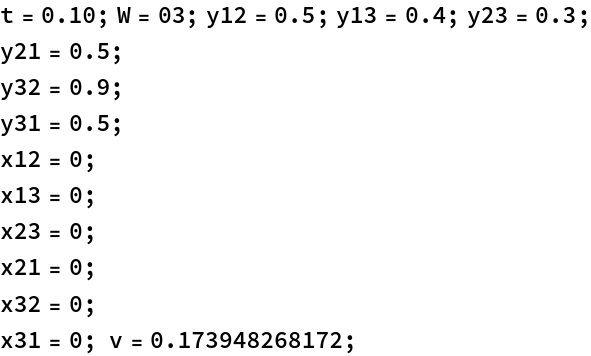 t = 0.10; W = 03; y12 = 0.5; y13 = 0.4; y23 = 0.3;
y21 = 0.5;
y32 = 0.9;
y31 = 0.5;
x12 = 0;
x13 = 0;
x23 = 0;
x21 = 0;
x32 = 0;
x31 = 0; v = 0.173948268172;